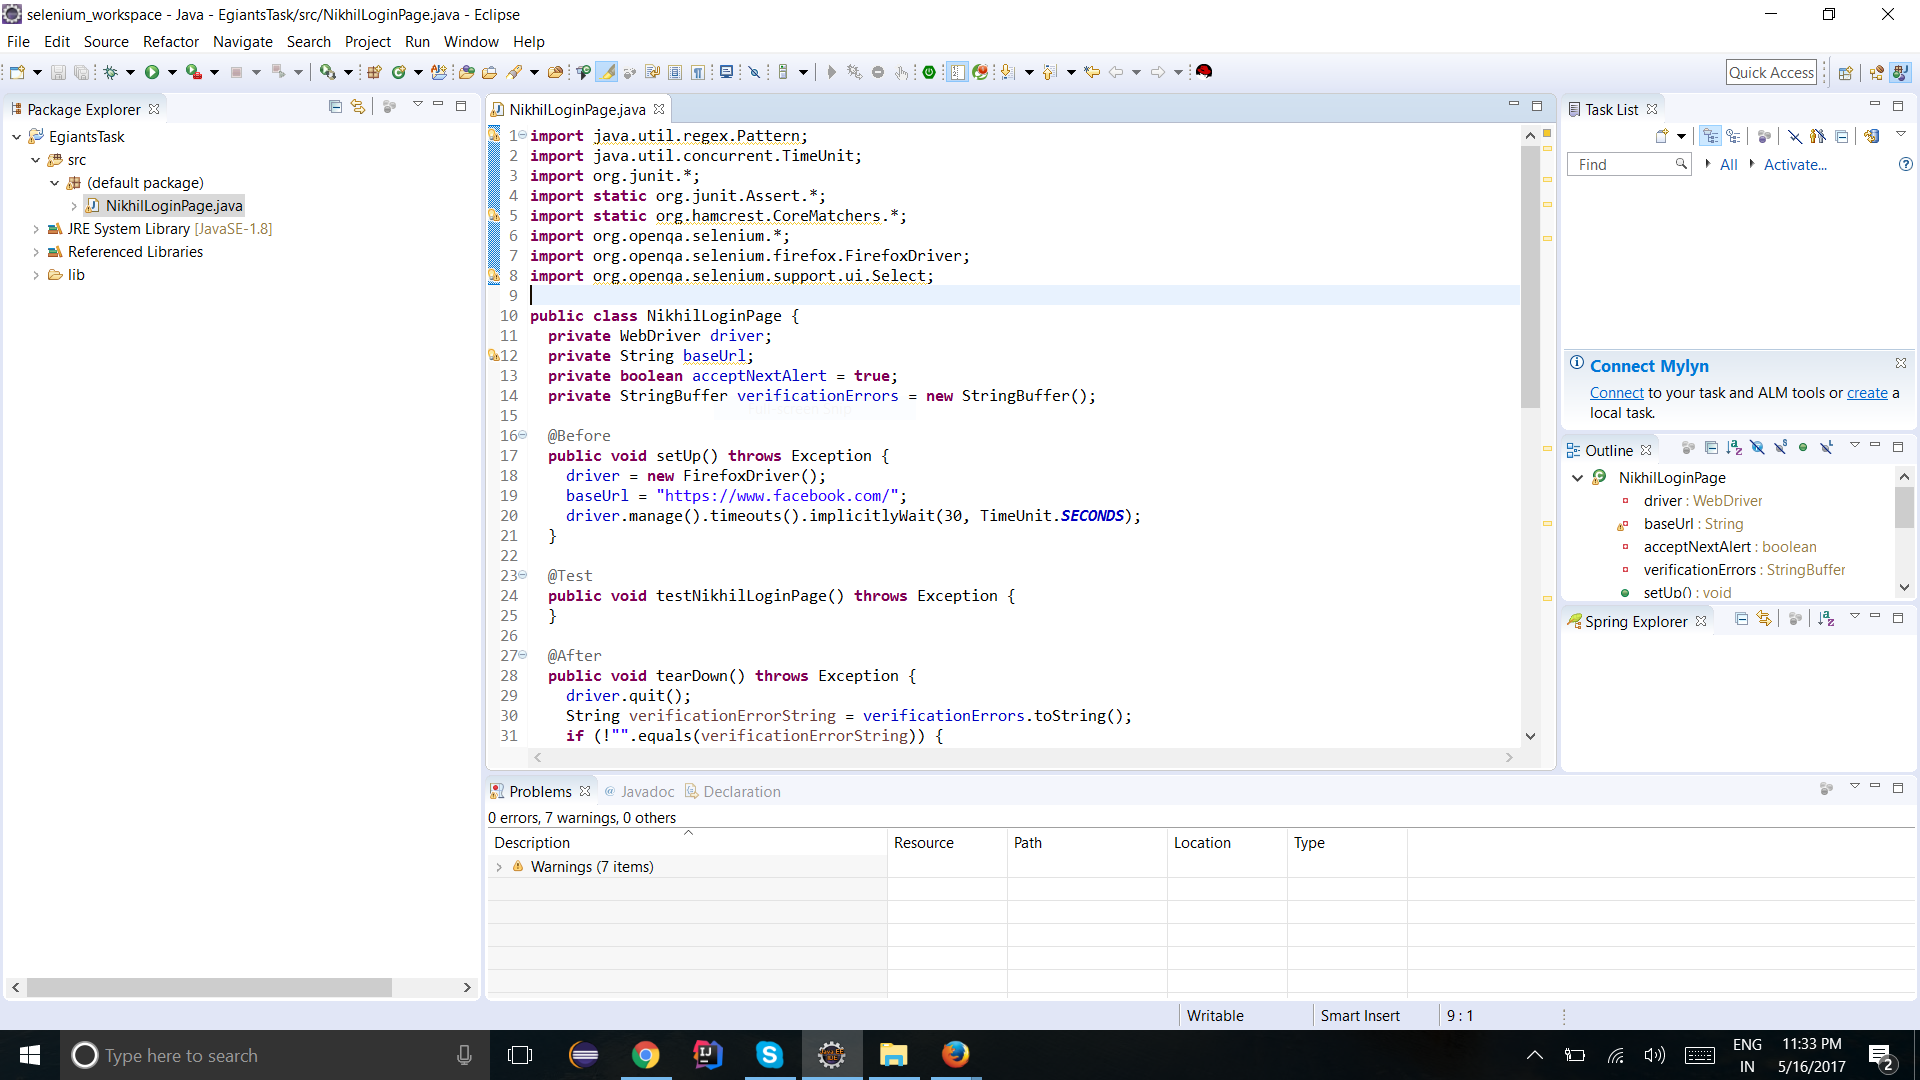 selenium_workspace - Java - EgiantsTask/src/NikhilLoginPage.java - Eclipse
File Edit Source Refactor Navigate Search Project Run Window Help
Quick Access
Package Explorer
EgiantsTask
src
(default package)
NikhilLoginPage.java
JRE System Library [JavaSE-1.8]
Referenced Libraries
lib
NikhilLoginPage.java
1 import java.util.regex.Pattern;
2 import java.util.concurrent.TimeUnit;
3 import org.junit.*;
4 import static org.junit.Assert.*;
5 import static org.hamcrest.CoreMatchers.*;
6 import org.openqa.selenium.*;
7 import org.openqa.selenium.firefox.FirefoxDriver;
8 import org.openqa.selenium.support.ui.Select;
9
10 public class NikhilLoginPage {
11 private WebDriver driver;
12 private String baseUrl;
13 private boolean acceptNextAlert = true;
14 private StringBuffer verificationErrors = new StringBuffer();
15
16 @Before
17 public void setUp() throws Exception {
18 driver = new FirefoxDriver();
19 baseUrl = "https://www.facebook.com/";
20 driver.manage().timeouts().implicitlyWait(30, TimeUnit.SECONDS);
21 }
22
23 @Test
24 public void testNikhilLoginPage() throws Exception {
25 }
26
27 @After
28 public void tearDown() throws Exception {
29 driver.quit();
30 String verificationErrorString = verificationErrors.toString();
31 if (!"".equals(verificationErrorString)) {
Task List
Find
All
Activate...
Connect Mylyn
Connect to your task and ALM tools or create a
local task.
Outline
NikhilLoginPage
driver : WebDriver
baseUrl : String
acceptNextAlert : boolean
verificationErrors : StringBuffer
setUp() : void
Spring Explorer
Problems
@ Javadoc
Declaration
0 errors, 7 warnings, 0 others
Description Resource Path Location Type
Warnings (7 items)
Writable
Smart Insert
9 : 1
Type here to search
ENG
IN
11:33 PM
5/16/2017
2